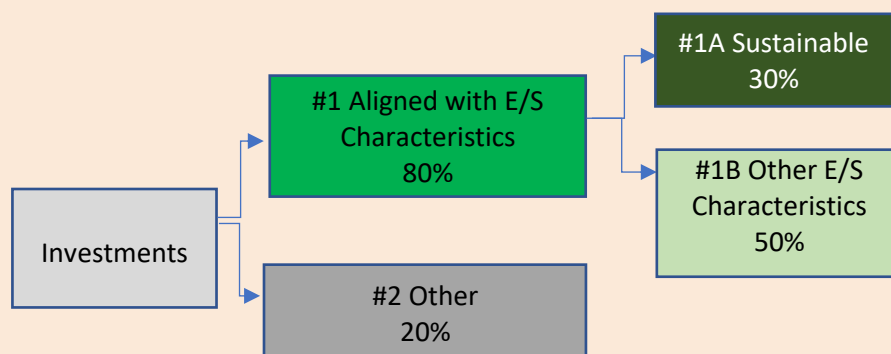 #1A Sustainable
30%
#1 Aligned with E/S
Characteristics
80%
#1B Other E/S
Characteristics
50%
Investments
#2 Other
20%